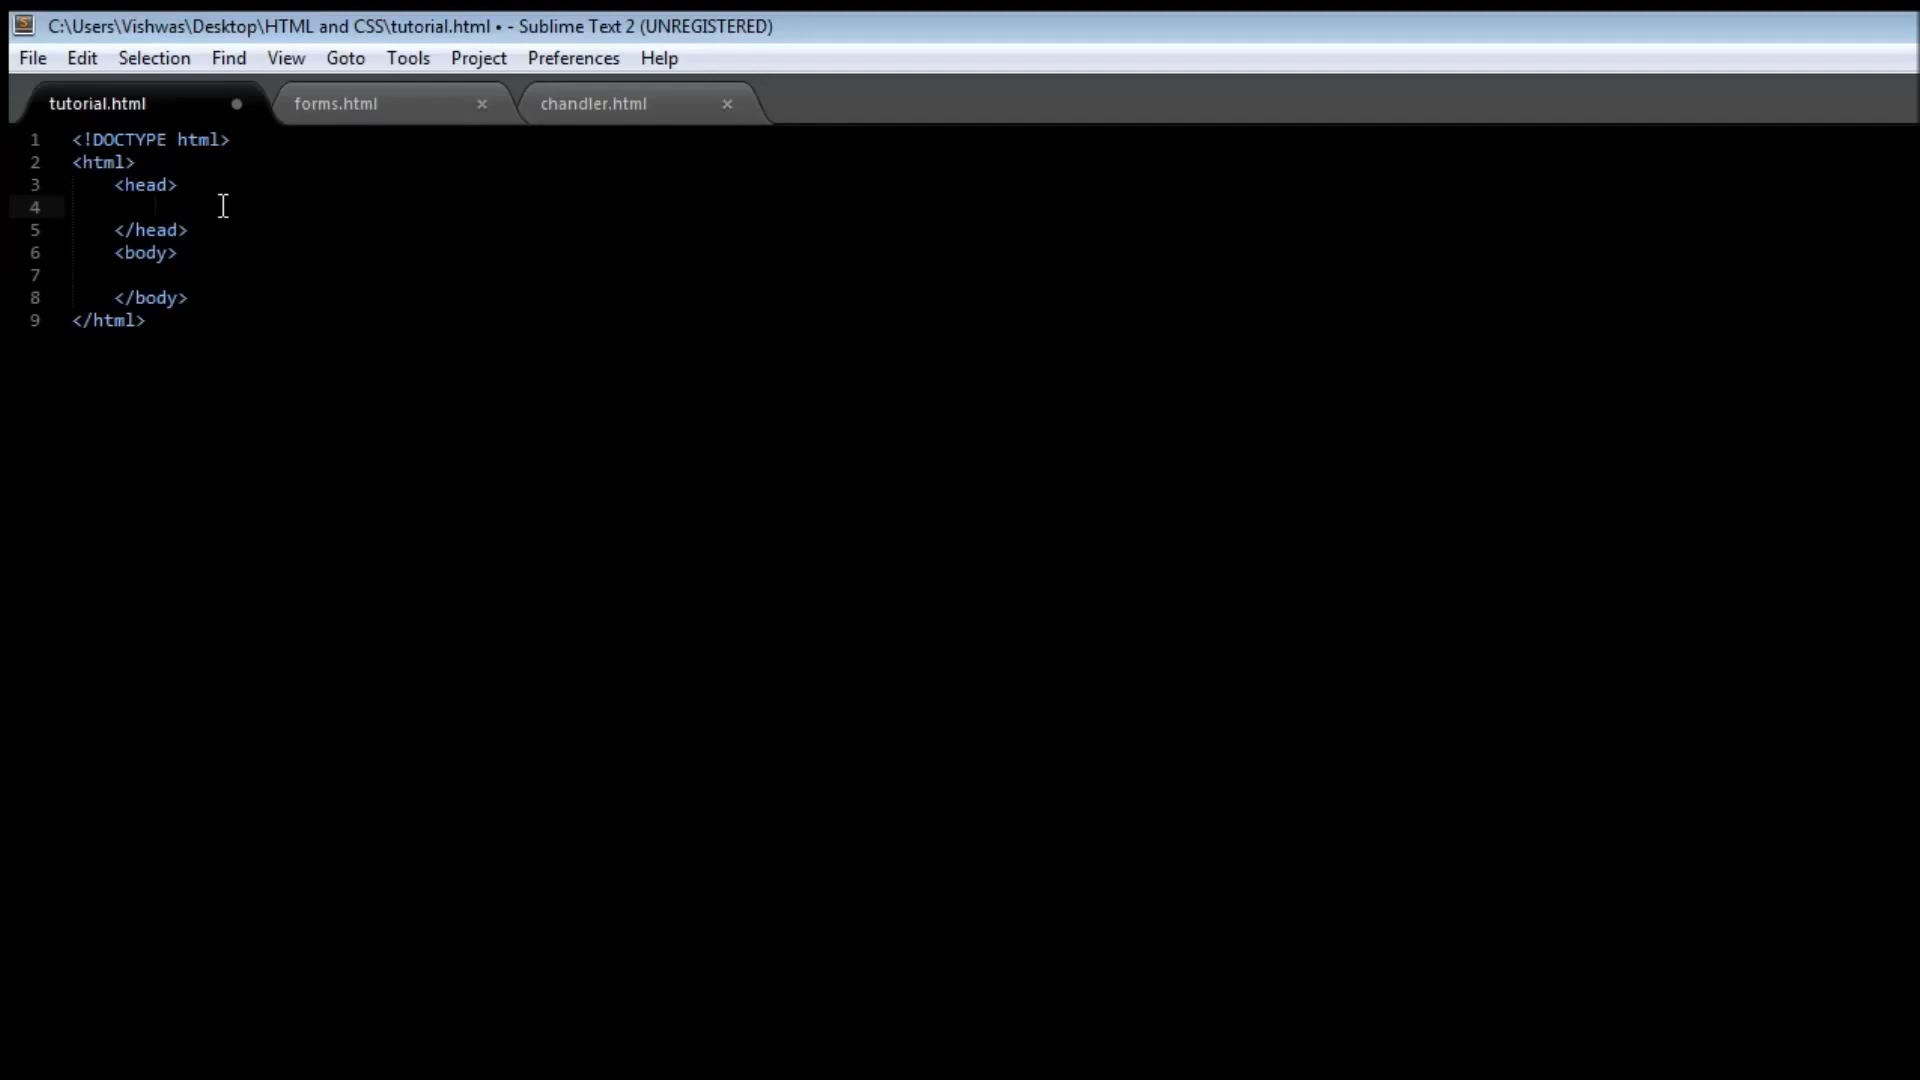 C:\Users\Vishwas\Desktop\HTML and CSS\tutorial.html • - Sublime Text 2 (UNREGISTERED)
File Edit Selection Find View Goto Tools Project Preferences Help
tutorial.html forms.html chandler.html
1 <!DOCTYPE html>
2 <html>
3 <head>
4
5 </head>
6 <body>
7
8 </body>
9 </html>